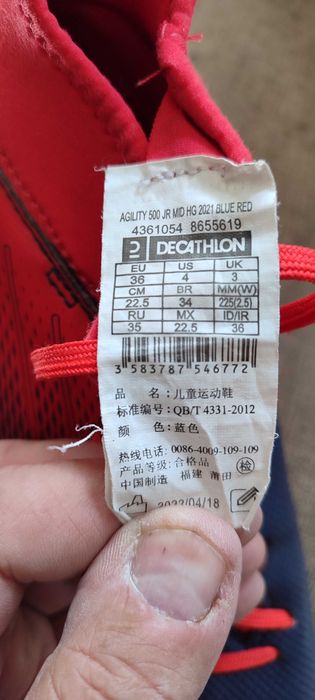 AGILITY 500 JR MID HG 2021 BLUE RED
4361054 8655619
DECATHLON
EU US UK
36 4 3
CM BR MM(W)
22.5 34 225(2.5)
RU MX ID/IR
35 22.5 36
3 583787 546772
品 名：儿童运动鞋
标准编号：QB/T 4331-2012
颜 色：蓝色
热线电话：0086-4009-109-109
产品等级：合格品
中国制造 福建 莆田
检
2022/04/18